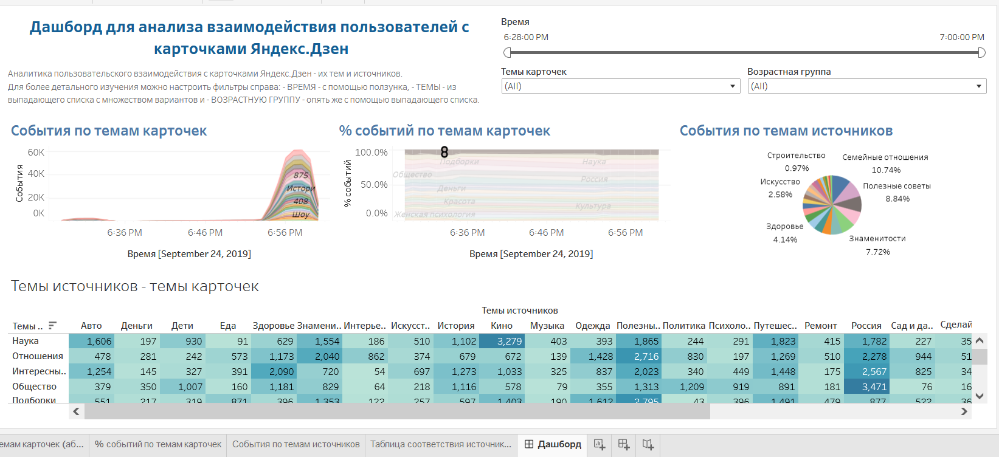 Дашборд для анализа взаимодействия пользователей с
карточками Яндекс.Дзен
Аналитика пользовательского взаимодействия с карточками Яндекс.Дзен - их тем и источников.
Для более детального изучения можно настроить фильтры справа: - ВРЕМЯ - с помощью ползунка, - ТЕМЫ - из
выпадающего списка с множеством вариантов и - ВОЗРАСТНУЮ ГРУППУ - опять же с помощью выпадающего списка.
Время
6:28:00 PM 7:00:00 PM
Темы карточек Возрастная группа
(All) (All)
События по темам карточек
60K
40K
20K
0K
События
875
Истори
408
Шоу
6:36 PM 6:46 PM 6:56 PM
Время [September 24, 2019]
% событий по темам карточек
100.0%
50.0%
0.0%
% событий
8
Подборки Наука
Общество Россия
Деньги
Красота Культура
Женская психология
6:36 PM 6:46 PM 6:56 PM
Время [September 24, 2019]
События по темам источников
Строительство
0.97%
Семейные отношения
10.74%
Искусство
2.58%
Полезные советы
8.84%
Здоровье
4.14%
Знаменитости
7.72%
Темы источников - темы карточек
Темы источников
Темы .. Авто Деньги Дети Еда Здоровье Знамени.. Интерье.. Искусст.. История Кино Музыка Одежда Полезны.. Политика Психоло.. Путешес.. Ремонт Россия Сад и да.. Сделай
Наука 1,606 197 930 91 629 1,554 186 510 1,102 3,279 403 393 1,865 244 291 1,823 415 1,782 227 35
Отношения 478 281 242 573 1,173 2,040 862 374 679 672 139 1,428 2,716 830 197 1,269 510 2,278 944 51
Интересны.. 1,254 145 327 391 2,090 720 54 697 1,273 1,033 325 837 2,023 340 449 1,448 175 2,567 825 34
Общество 379 350 1,007 160 1,181 829 64 218 1,116 578 79 355 1,313 1,209 919 891 181 3,471 76 16
Подборки 551 217 319 871 396 1,353 122 257 597 1,403 190 1,612 2,795 43 396 1,491 479 877 522 36
емам карточек (аб... % событий по темам карточек События по темам источников Таблица соответствия источник... Дашборд